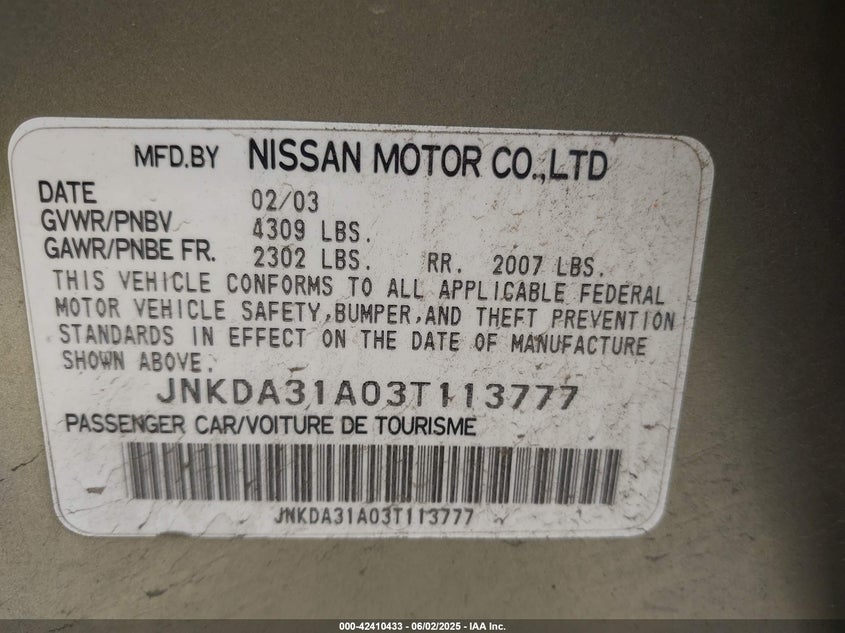 MFD.BY NISSAN MOTOR CO.,LTD
DATE 02/03
GVWR/PNBV 4309 LBS.
GAWR/PNBE FR. 2302 LBS. RR. 2007 LBS.
THIS VEHICLE CONFORMS TO ALL APPLICABLE FEDERAL
MOTOR VEHICLE SAFETY,BUMPER,AND THEFT PREVENTION
STANDARDS IN EFFECT ON THE DATE OF MANUFACTURE
SHOWN ABOVE.
JNKDA31A03T113777
PASSENGER CAR/VOITURE DE TOURISME
JNKDA31A03T113777
000-42410433 - 06/02/2025 - IAA Inc.